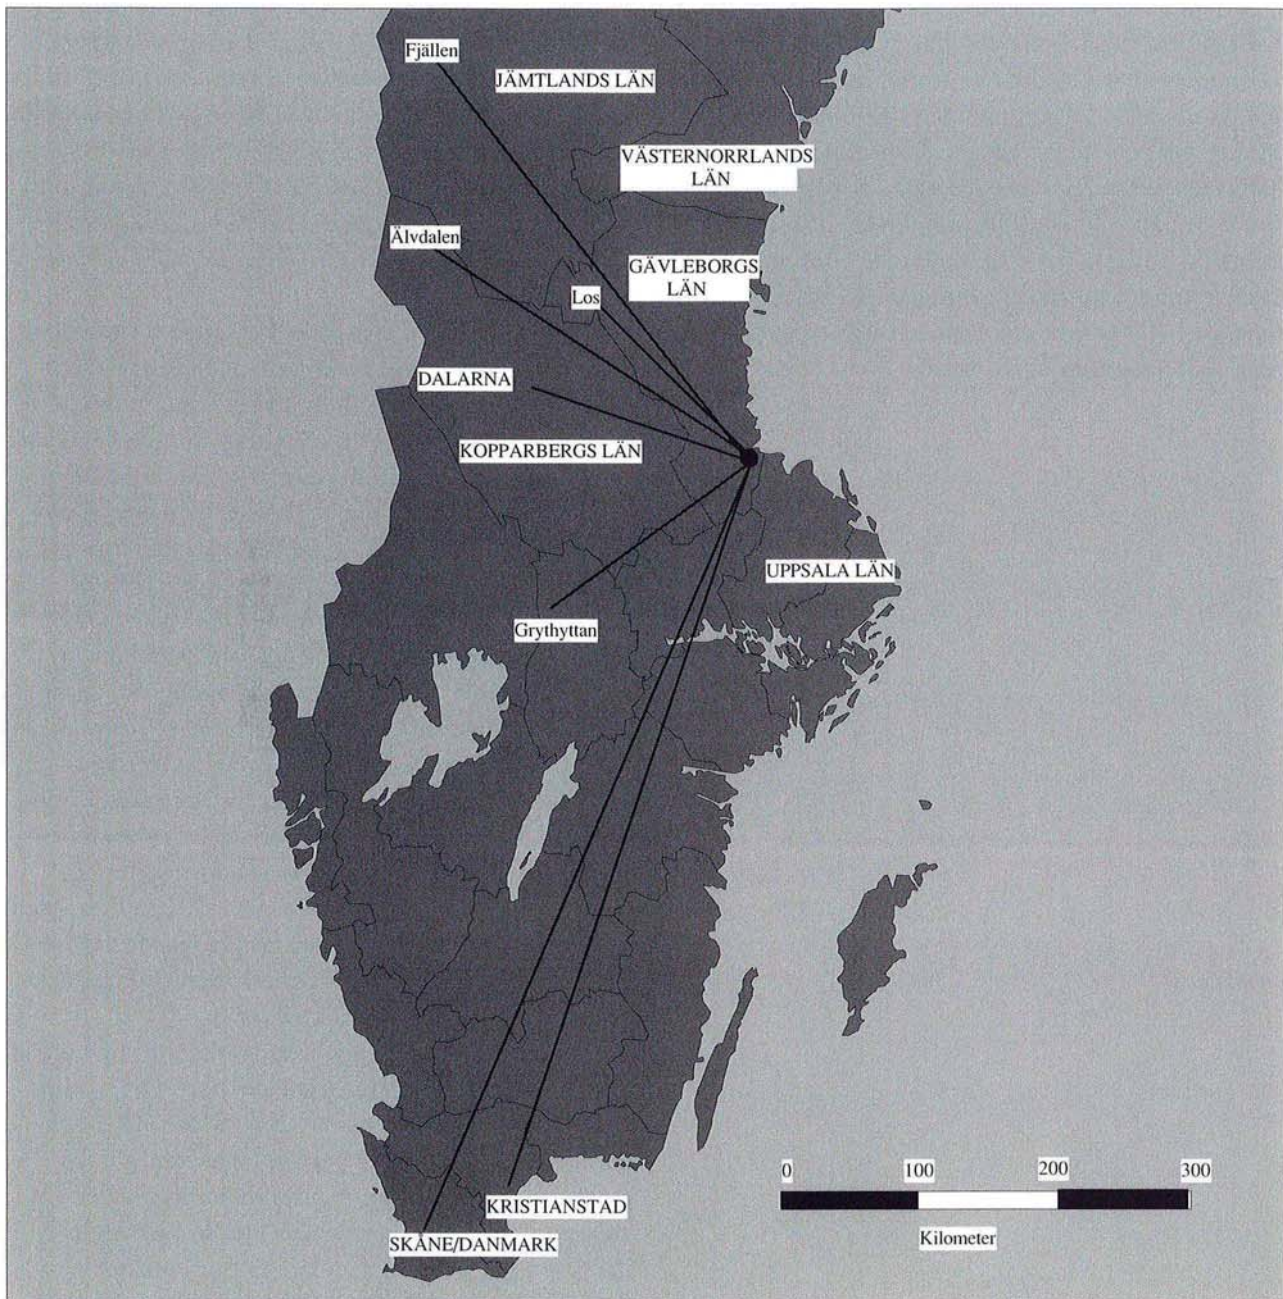 Fjällen
JÄMTLANDS LÄN
VÄSTERNORRLANDS
LÄN
Älvdalen
GÄVLEBORGS
LÄN
Los
DALARNA
KOPPARBERGS LÄN
UPPSALA LÄN
Grythyttan
0 100 200 300
KRISTIANSTAD
Kilometer
SKÅNE/DANMARK